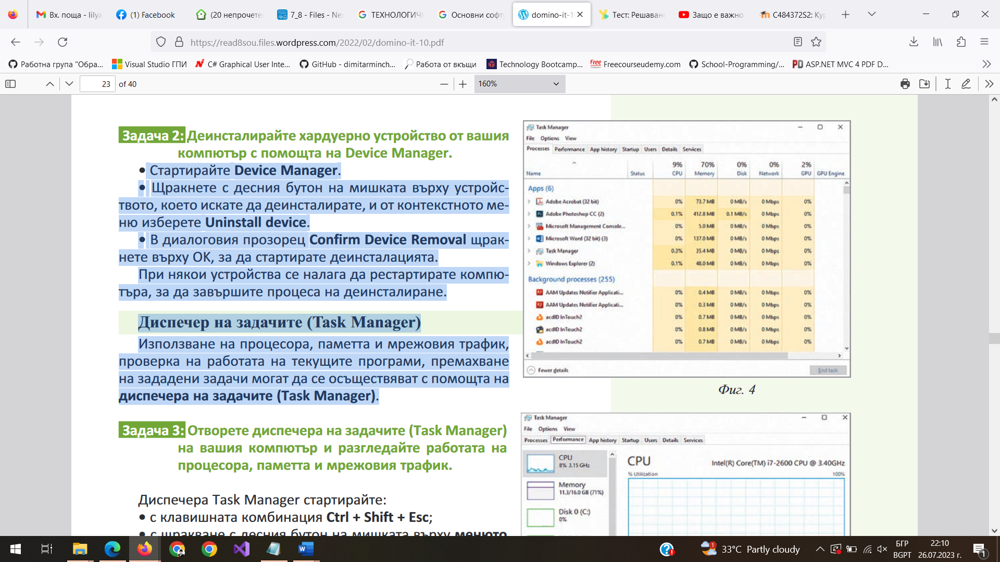 Вх. поща - lilya
(1) Facebook
(20 непрочете
7_8 - Files - Nex
ТЕХНОЛОГИЧН
Основни софту
domino-it-10
Тест: Решаван
Защо е важно
C484372S2: Кур
https://read8sou.files.wordpress.com/2022/02/domino-it-10.pdf
Работна група "Обра...
Visual Studio ГПИ
C# Graphical User Inte...
GitHub - dimitarminch...
Работа от вкъщи
Technology Bootcamp...
Freecourseudemy.com
School-Programming/...
ASP.NET MVC 4 PDF D...
23 of 40
160%
Задача 2: Деинсталирайте хардуерно устройство от вашия
компютър с помощта на Device Manager.
• Стартирайте Device Manager.
• Щракнете с десния бутон на мишката върху устройс-
твото, което искате да деинсталирате, и от контекстното ме-
ню изберете Uninstall device.
• В диалоговия прозорец Confirm Device Removal щрак-
нете върху OK, за да стартирате деинсталацията.
При някои устройства се налага да рестартирате компю-
търа, за да завършите процеса на деинсталиране.
Диспечер на задачите (Task Manager)
Използване на процесора, паметта и мрежовия трафик,
проверка на работата на текущите програми, премахване
на зададени задачи могат да се осъществяват с помощта на
диспечера на задачите (Task Manager).
Задача 3: Отворете диспечера на задачите (Task Manager)
на вашия компютър и разгледайте работата на
процесора, паметта и мрежовия трафик.
Диспечера Task Manager стартирайте:
• с клавишната комбинация Ctrl + Shift + Esc;
• с щракване с десния бутон на мишката върху менюто
Task Manager
File Options View
Processes Performance App history Startup Users Details Services
9% 70% 0% 0% 2%
Name Status CPU Memory Disk Network GPU GPU Engine
Apps (6)
Adobe Acrobat (32 bit) 0% 73.7 MB 0 MB/s 0 Mbps 0%
Adobe Photoshop CC (2) 0.1% 412.8 MB 0.1 MB/s 0 Mbps 0%
Microsoft Management Console... 0% 5.0 MB 0 MB/s 0 Mbps 0%
Microsoft Word (32 bit) (3) 0% 137.0 MB 0 MB/s 0 Mbps 0%
Task Manager 0.3% 35.4 MB 0 MB/s 0 Mbps 0%
Windows Explorer (2) 0.1% 48.0 MB 0 MB/s 0 Mbps 0%
Background processes (255)
AAM Updates Notifier Applicati... 0% 0.4 MB 0 MB/s 0 Mbps 0%
AAM Updates Notifier Applicati... 0% 0.3 MB 0 MB/s 0 Mbps 0%
acdID InTouch2 0% 0.7 MB 0 MB/s 0 Mbps 0%
acdID InTouch2 0% 0.8 MB 0 MB/s 0 Mbps 0%
acdID InTouch2 0% 0.7 MB 0 MB/s 0 Mbps 0%
Fewer details End task
Фиг. 4
Task Manager
File Options View
Processes Performance App history Startup Users Details Services
CPU
8% 3.15 GHz
Memory
11.3/16.0 GB (71%)
Disk 0 (C:)
0%
CPU Intel(R) Core(TM) i7-2600 CPU @ 3.40GHz
% Utilization 100%
33°C Partly cloudy
БГР
BGPT
22:10
26.07.2023 г.
1